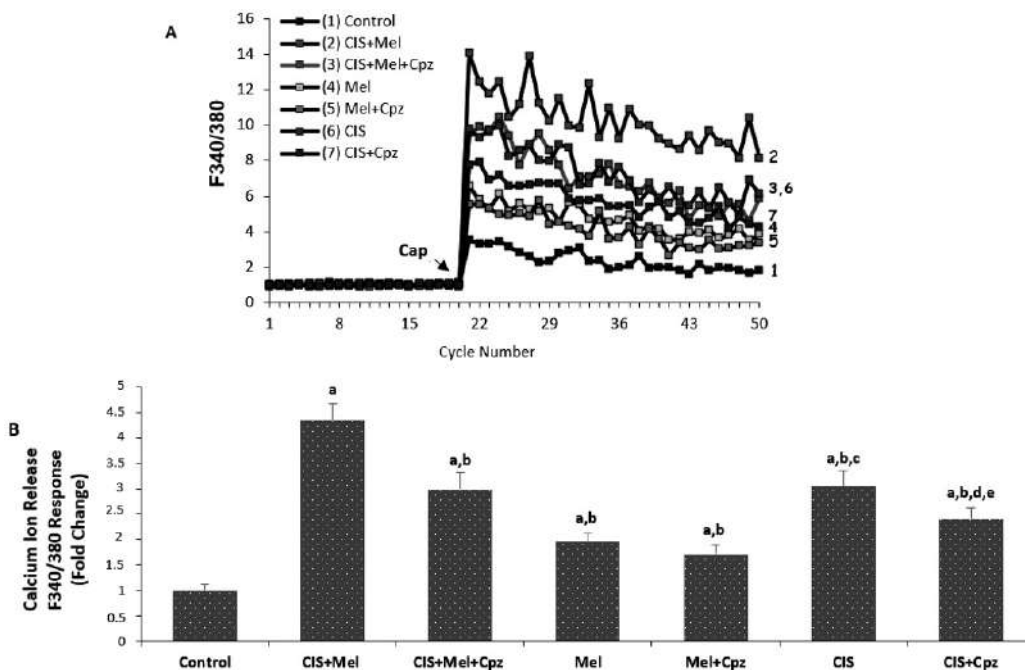 A
F340/380
16
14
12
10
8
6
4
2
0
(1) Control
(2) CIS+Mel
(3) CIS+Mel+Cpz
(4) Mel
(5) Mel+Cpz
(6) CIS
(7) CIS+Cpz
Cap
2
3,6
7
4
5
1
1 8 15 22 29 36 43 50
Cycle Number
B
Calcium Ion Release
F340/380 Response
(Fold Change)
5
4.5
4
3.5
3
2.5
2
1
0.5
0
a
a,b
a,b
a,b
a,b,c
a,b,d,e
Control CIS+Mel CIS+Mel+Cpz Mel Mel+Cpz CIS CIS+Cpz